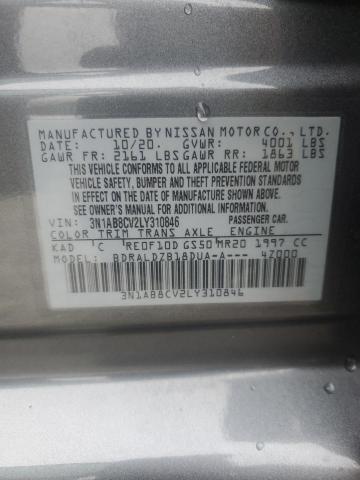 MANUFACTURED BY NISSAN MOTOR CO., LTD.
DATE: 10/20. GVWR: 4001 LBS
GAWR FR: 2161 LBS GAWR RR: 1863 LBS
THIS VEHICLE CONFORMS TO ALL APPLICABLE FEDERAL MOTOR
VEHICLE SAFETY, BUMPER AND THEFT PREVENTION STANDARDS
IN EFFECT ON THE DATE OF MANUFACTURE SHOWN ABOVE.
SEE OWNER'S MANUAL FOR ADDITIONAL INFORMATION.
VIN: 3N1AB8CV2LY310846 PASSENGER CAR
COLOR TRIM TRANS AXLE ENGINE
KAD C RE0F10D GS50 MR20 1997 CC
MODEL: BDRALDZB18DUA-A--- 4Z000
3N1AB8CV2LY310846